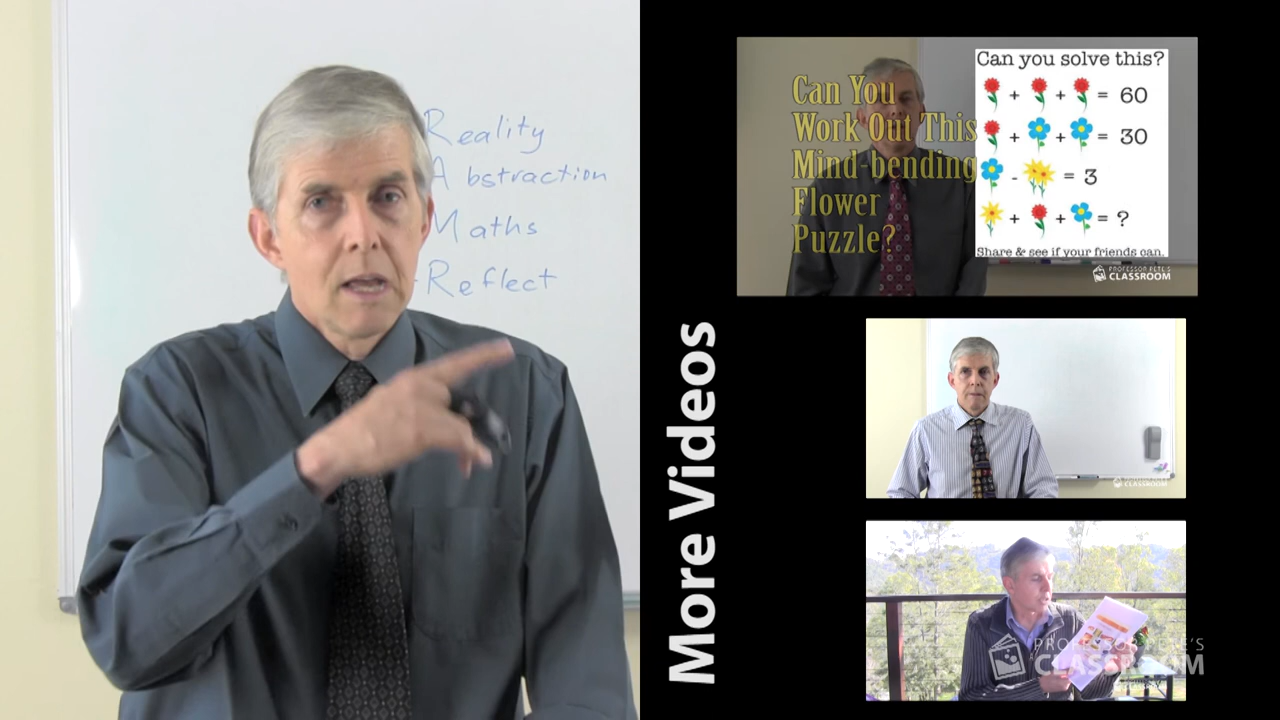 Reality
Abstraction
Maths
Reflect
More Videos
Can You
Work Out This
Mind-bending
Flower
Puzzle?
Can you solve this?
+ + = 60
+ + = 30
- = 3
+ + = ?
Share & see if your friends can.
PROFESSOR PETE'S
CLASSROOM
CLASSROOM
PROFESSOR PETE'S
CLASSROOM